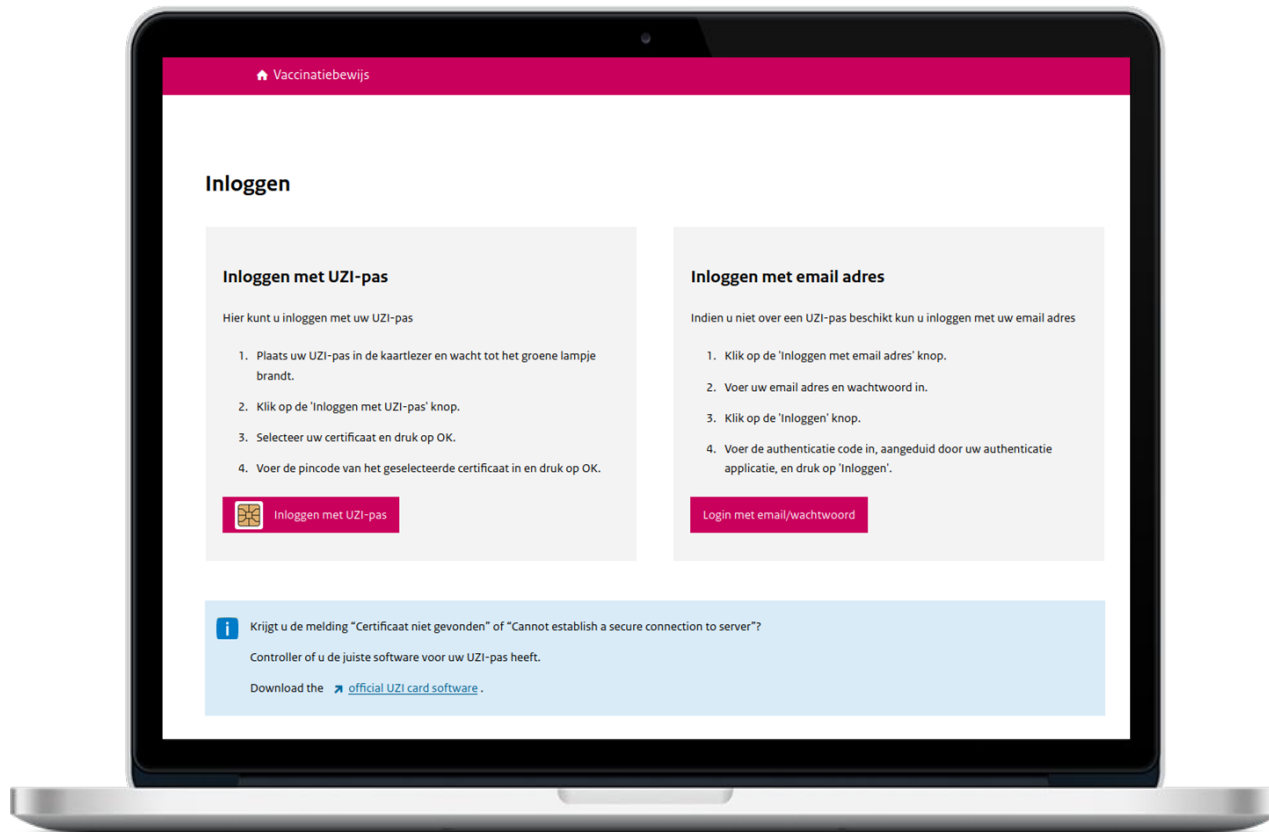 Vaccinatiebewijs
Inloggen
Inloggen met UZI-pas
Hier kunt u inloggen met uw UZI-pas
1. Plaats uw UZI-pas in de kaartlezer en wacht tot het groene lampje
brandt.
2. Klik op de 'Inloggen met UZI-pas' knop.
3. Selecteer uw certificaat en druk op OK.
4. Voer de pincode van het geselecteerde certificaat in en druk op OK.
Inloggen met UZI-pas
Inloggen met email adres
Indien u niet over een UZI-pas beschikt kun u inloggen met uw email adres
1. Klik op de 'Inloggen met email adres' knop.
2. Voer uw email adres en wachtwoord in.
3. Klik op de 'Inloggen' knop.
4. Voer de authenticatie code in, aangeduid door uw authenticatie
applicatie, en druk op 'Inloggen'.
Login met email/wachtwoord
i
Krijgt u de melding “Certificaat niet gevonden” of “Cannot establish a secure connection to server”?
Controller of u de juiste software voor uw UZI-pas heeft.
Download the official UZI card software .